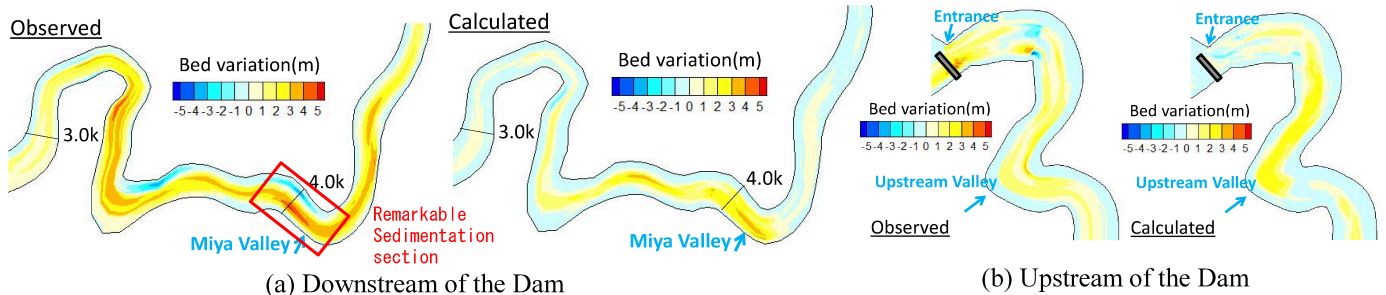 Observed
Bed variation(m)
-5-4-3-2-1 0 1 2 3 4 5
3.0k
4.0k
Miya Valley
Remarkable
Sedimentation
section
Calculated
Bed variation(m)
-5-4-3-2-1 0 1 2 3 4 5
3.0k
4.0k
Miya Valley
(a) Downstream of the Dam
Entrance
Bed variation(m)
-5-4-3-2-1 0 1 2 3 4 5
Upstream Valley
Observed
Entrance
Bed variation(m)
-5-4-3-2-1 0 1 2 3 4 5
Upstream Valley
Calculated
(b) Upstream of the Dam